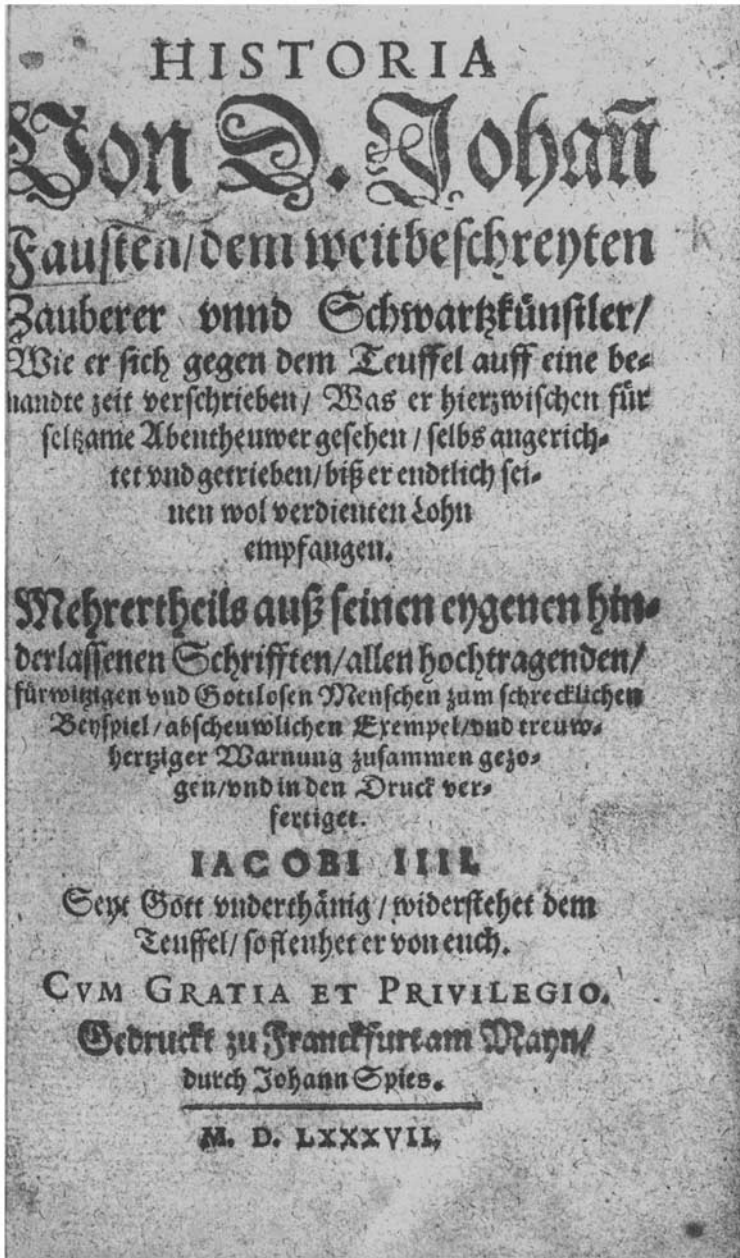 HISTORIA
Von D. Johañ
Fausten/dem weitbeschreyten
Zauberer vnnd Schwartzkünstler/
Wie er sich gegen dem Teuffel auff eine be-
nandte zeit verschrieben/ Was er hierzwischen für
seltzame Abentheuwer gesehen/ selbs angerich-
tet vnd getrieben/ biß er endtlich sei-
nen wol verdienten Lohn
empfangen.
Mehrertheils auß seinen eygenen hin-
derlassenen Schrifften/allen hochtragenden/
fürwitzigen vnd Gottlosen Menschen zum schrecklichen
Beyspiel/abscheuwlichen Exempel/vnd treuw-
hertziger Warnung zusammen gezo-
gen/vnd in den Druck ver-
fertiget.
IACOBI IIII.
Seyt Gott vnderthänig/widerstehet dem
Teuffel/ so fleuhet er von euch.
CVM GRATIA ET PRIVILEGIO.
Gedruckt zu Franckfurt am Mayn/
durch Johann Spies.
M. D. LXXXVII.